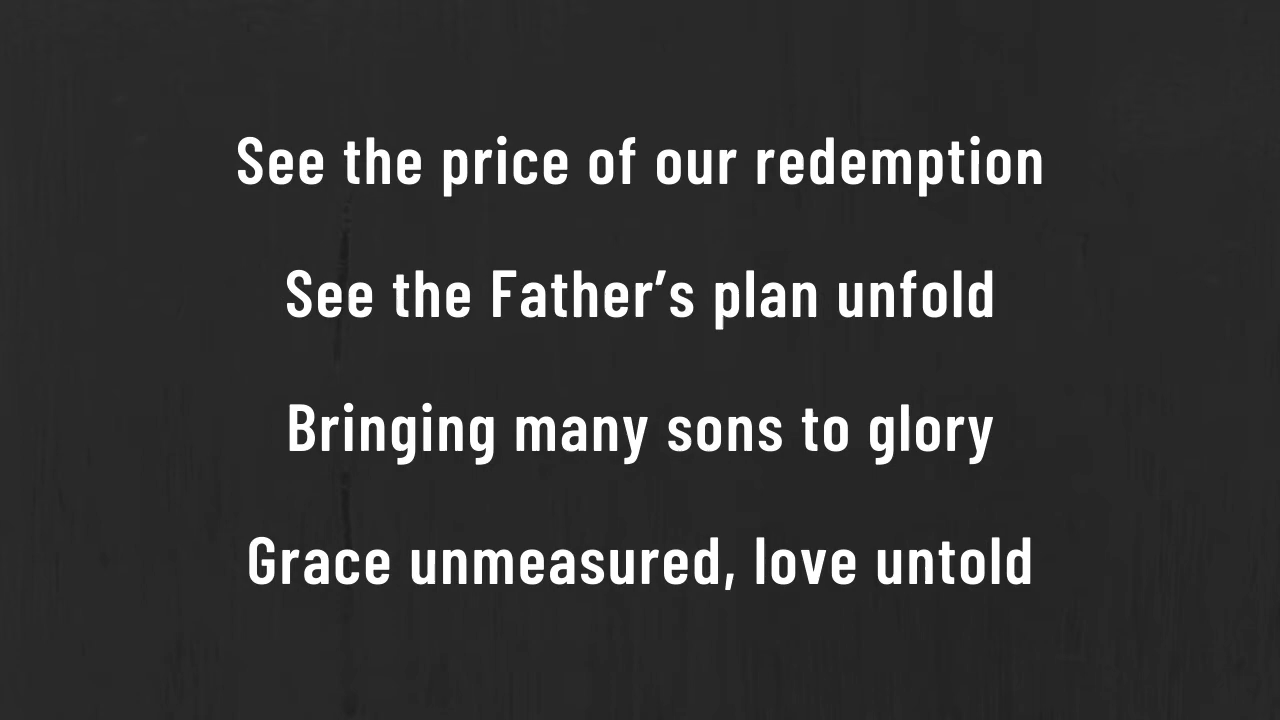 See the price of our redemption
See the Father’s plan unfold
Bringing many sons to glory
Grace unmeasured, love untold